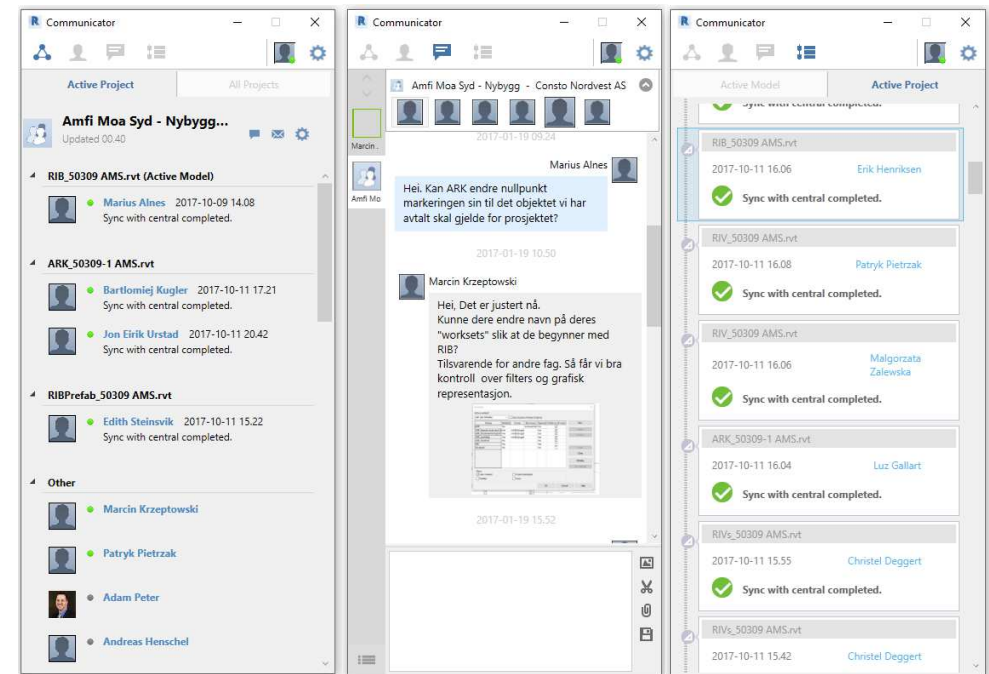 Communicator
Active Project
All Projects
Amfi Moa Syd - Nybygg...
Updated 00.40
RIB_50309 AMS.rvt (Active Model)
Marius Alnes 2017-10-09 14.08
Sync with central completed.
ARK_50309-1 AMS.rvt
Bartlomiej Kugler 2017-10-11 17.21
Sync with central completed.
Jon Eirik Urstad 2017-10-11 20.42
Sync with central completed.
RIBPrefab_50309 AMS.rvt
Edith Steinsvik 2017-10-11 15.22
Sync with central completed.
Other
Marcin Krzeptowski
Patryk Pietrzak
Adam Peter
Andreas Henschel
Communicator
Amfi Moa Syd - Nybygg - Consto Nordvest AS
Marcin .
Amfi Mo
2017-01-19 09.24
Marius Alnes
Hei. Kan ARK endre nullpunkt
markeringen sin til det objektet vi har
avtalt skal gjelde for prosjektet?
2017-01-19 10.50
Marcin Krzeptowski
Hei, Det er justert nå.
Kunne dere endre navn på deres
"worksets" slik at de begynner med
RIB?
Tilsvarende for andre fag. Så får vi bra
kontroll over filters og grafisk
representasjon.
2017-01-19 15.52
Communicator
Active Model
Active Project
Sync with central completed.
RIB_50309 AMS.rvt
2017-10-11 16.06 Erik Henriksen
Sync with central completed.
RIV_50309 AMS.rvt
2017-10-11 16.08 Patryk Pietrzak
Sync with central completed.
RIV_50309 AMS.rvt
2017-10-11 16.06 Malgorzata
Zalewska
Sync with central completed.
ARK_50309-1 AMS.rvt
2017-10-11 16.04 Luz Gallart
Sync with central completed.
RIVs_50309 AMS.rvt
2017-10-11 15.55 Christel Deggert
Sync with central completed.
RIVs_50309 AMS.rvt
2017-10-11 15.42 Christel Deggert